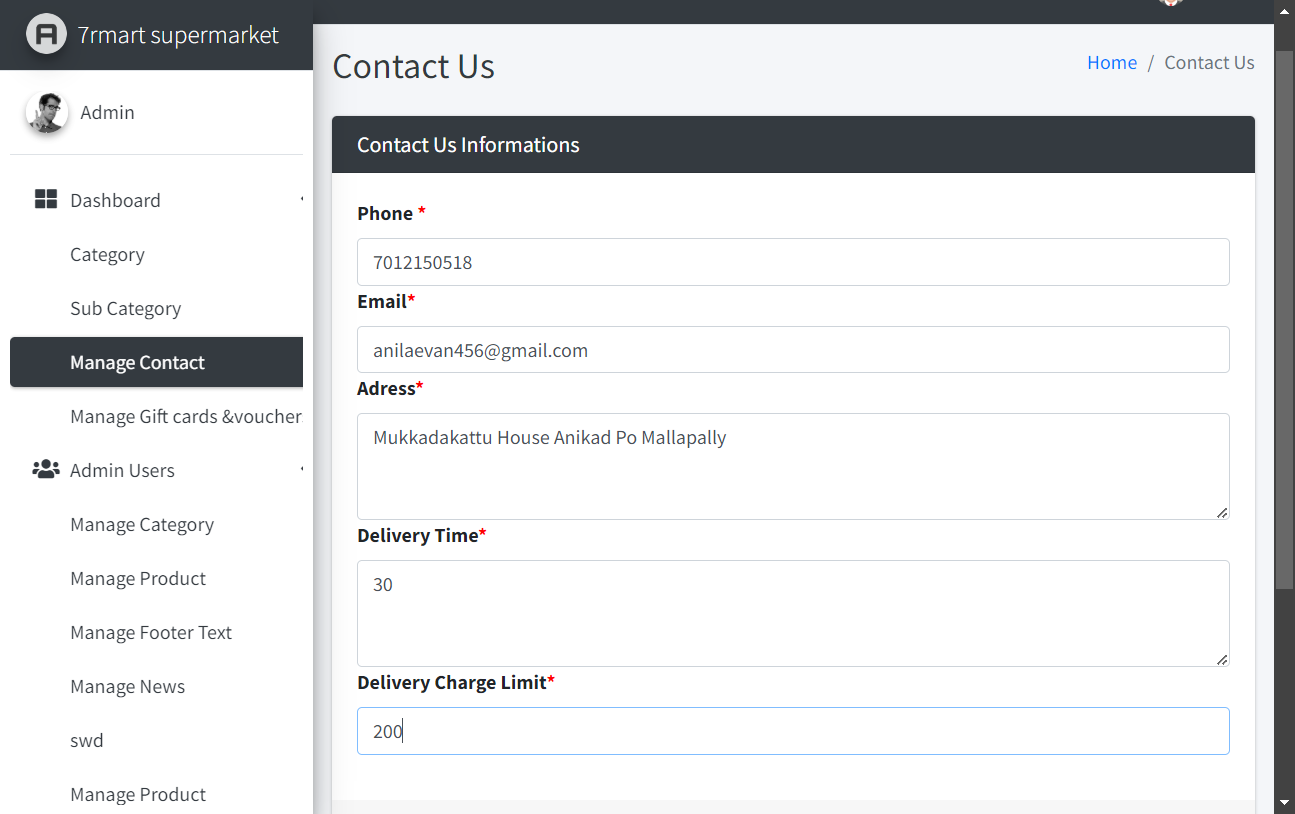 7rmart supermarket
Admin
Dashboard
Category
Sub Category
Manage Contact
Manage Gift cards &voucher
Admin Users
Manage Category
Manage Product
Manage Footer Text
Manage News
swd
Manage Product
Contact Us
Home / Contact Us
Contact Us Informations
Phone *
7012150518
Email*
anilaevan456@gmail.com
Adress*
Mukkadakattu House Anikad Po Mallapally
Delivery Time*
30
Delivery Charge Limit*
200